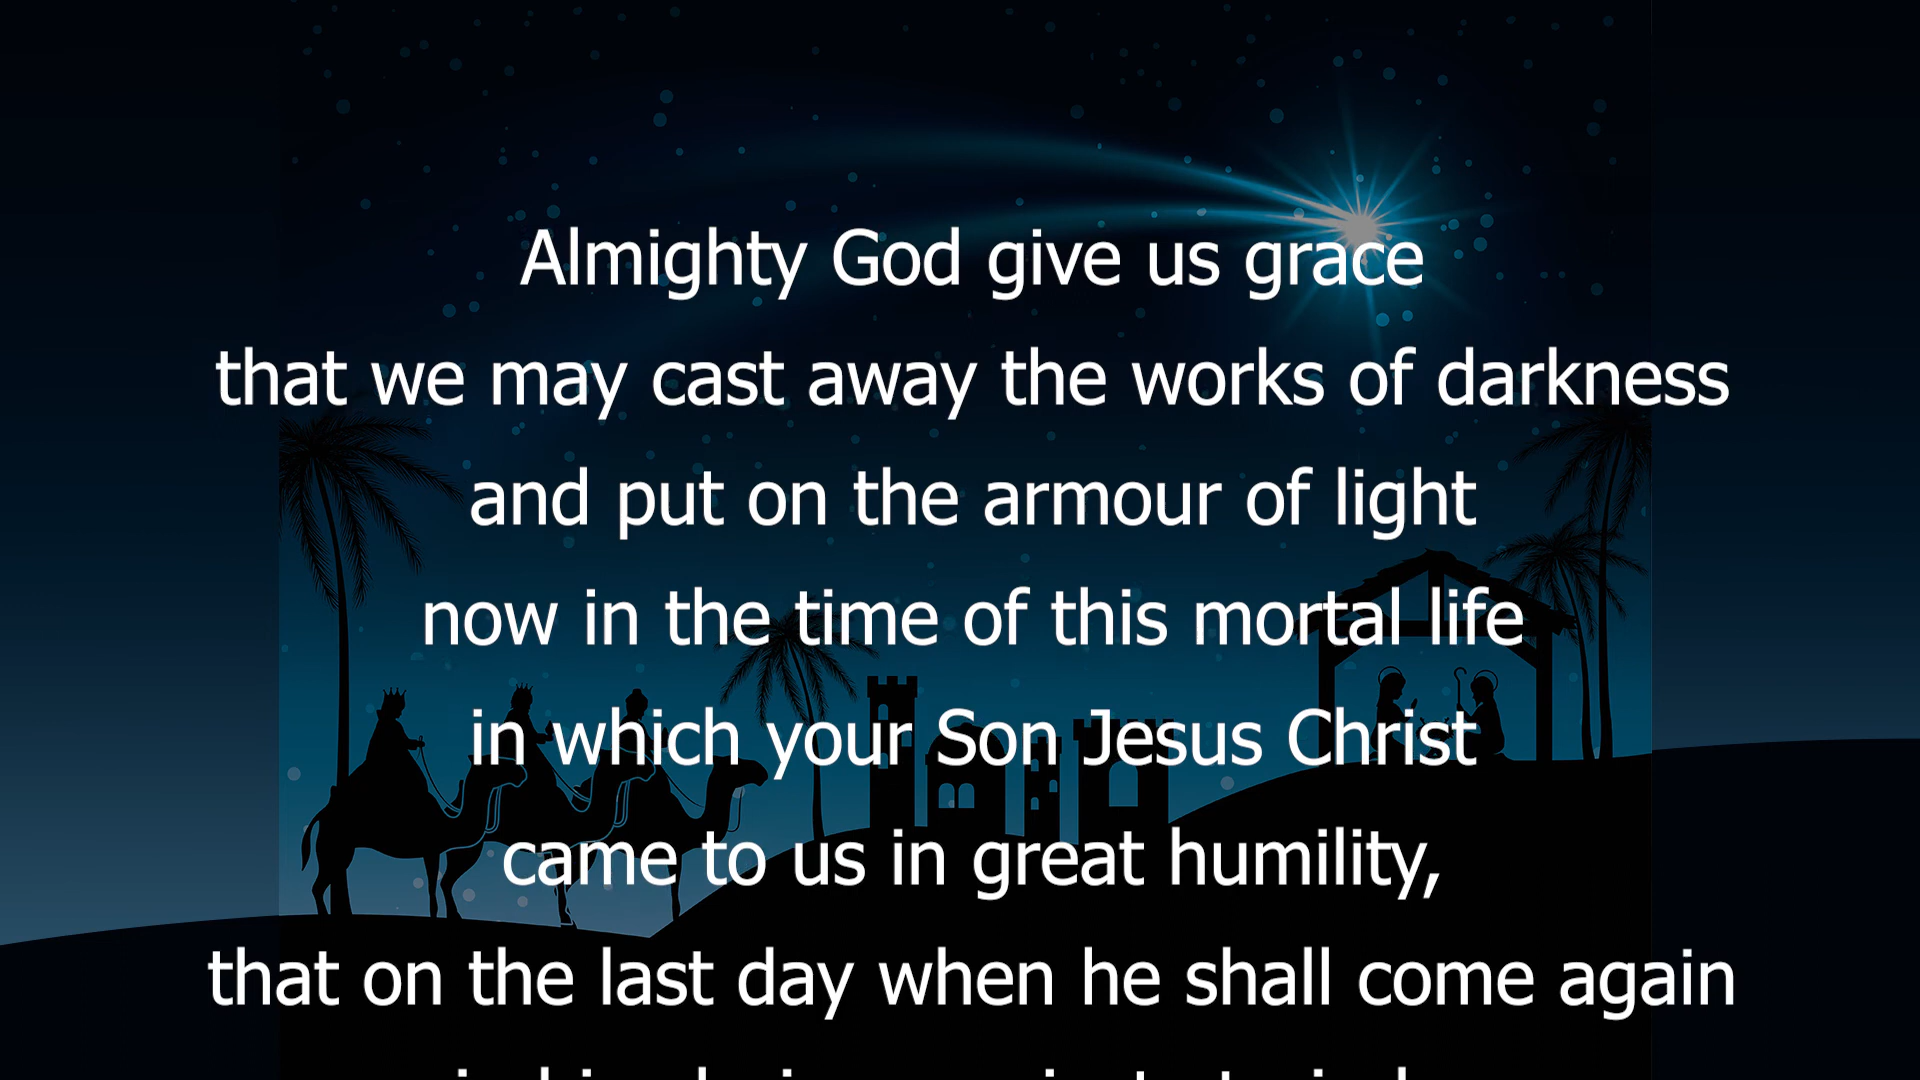 Almighty God give us grace
that we may cast away the works of darkness
and put on the armour of light
now in the time of this mortal life
in which your Son Jesus Christ
came to us in great humility,
that on the last day when he shall come again